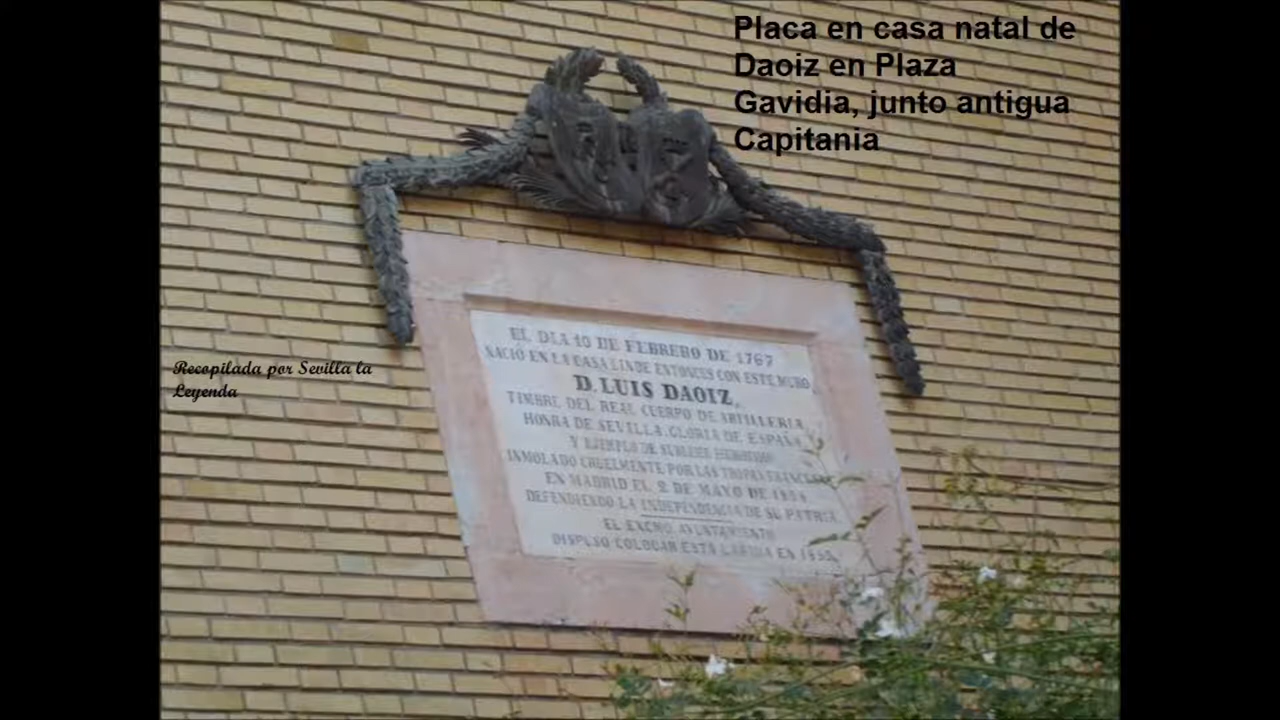 Placa en casa natal de
Daoiz en Plaza
Gavidia, junto antigua
Capitania
Recopilada por Sevilla la
Leyenda
EL DIA 10 DE FEBRERO DE 1767
NACIÓ EN LA CASA LINDE ENTONCES CON ESTE MURO
D. LUIS DAOIZ,
TIMBRE DEL REAL CUERPO DE ARTILLERIA,
HONRA DE SEVILLA, GLORIA DE ESPAÑA
Y EJEMPLO DE SUBLIME HEROISMO
INMOLADO CRUELMENTE POR LAS TROPAS FRANCESAS
EN MADRID EL 2 DE MAYO DE 1808
DEFENDIENDO LA INDEPENDENCIA DE SU PATRIA.
EL EXCMO. AYUNTAMIENTO
DISPUSO COLOCAR ESTA LAPIDA EN